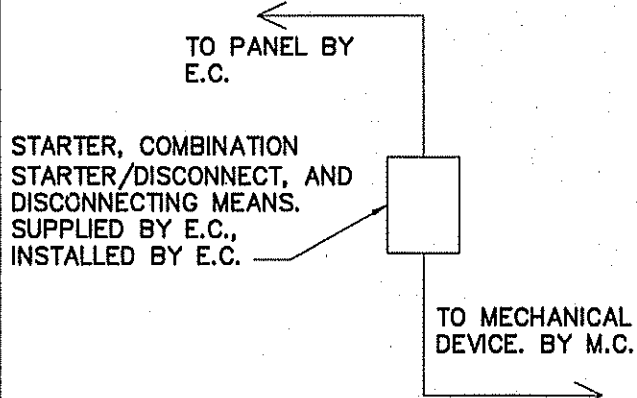 TO PANEL BY
E.C.
STARTER, COMBINATION
STARTER/DISCONNECT, AND
DISCONNECTING MEANS.
SUPPLIED BY E.C.,
INSTALLED BY E.C.
TO MECHANICAL
DEVICE. BY M.C.